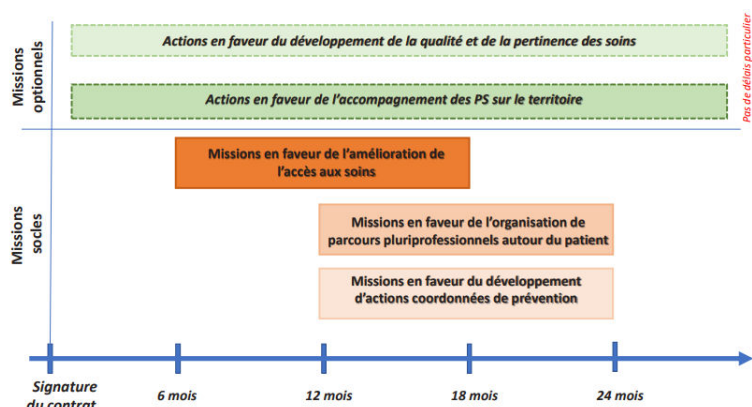 Missions
optionnels
Actions en faveur du développement de la qualité et de la pertinence des soins
Actions en faveur de l'accompagnement des PS sur le territoire
Pas de délais particulier
Missions
socles
Missions en faveur de l'amélioration de
l'accès aux soins
Missions en faveur de l'organisation de
parcours pluriprofessionnels autour du patient
Missions en faveur du développement
d'actions coordonnées de prévention
Signature
du contrat
6 mois
12 mois
18 mois
24 mois